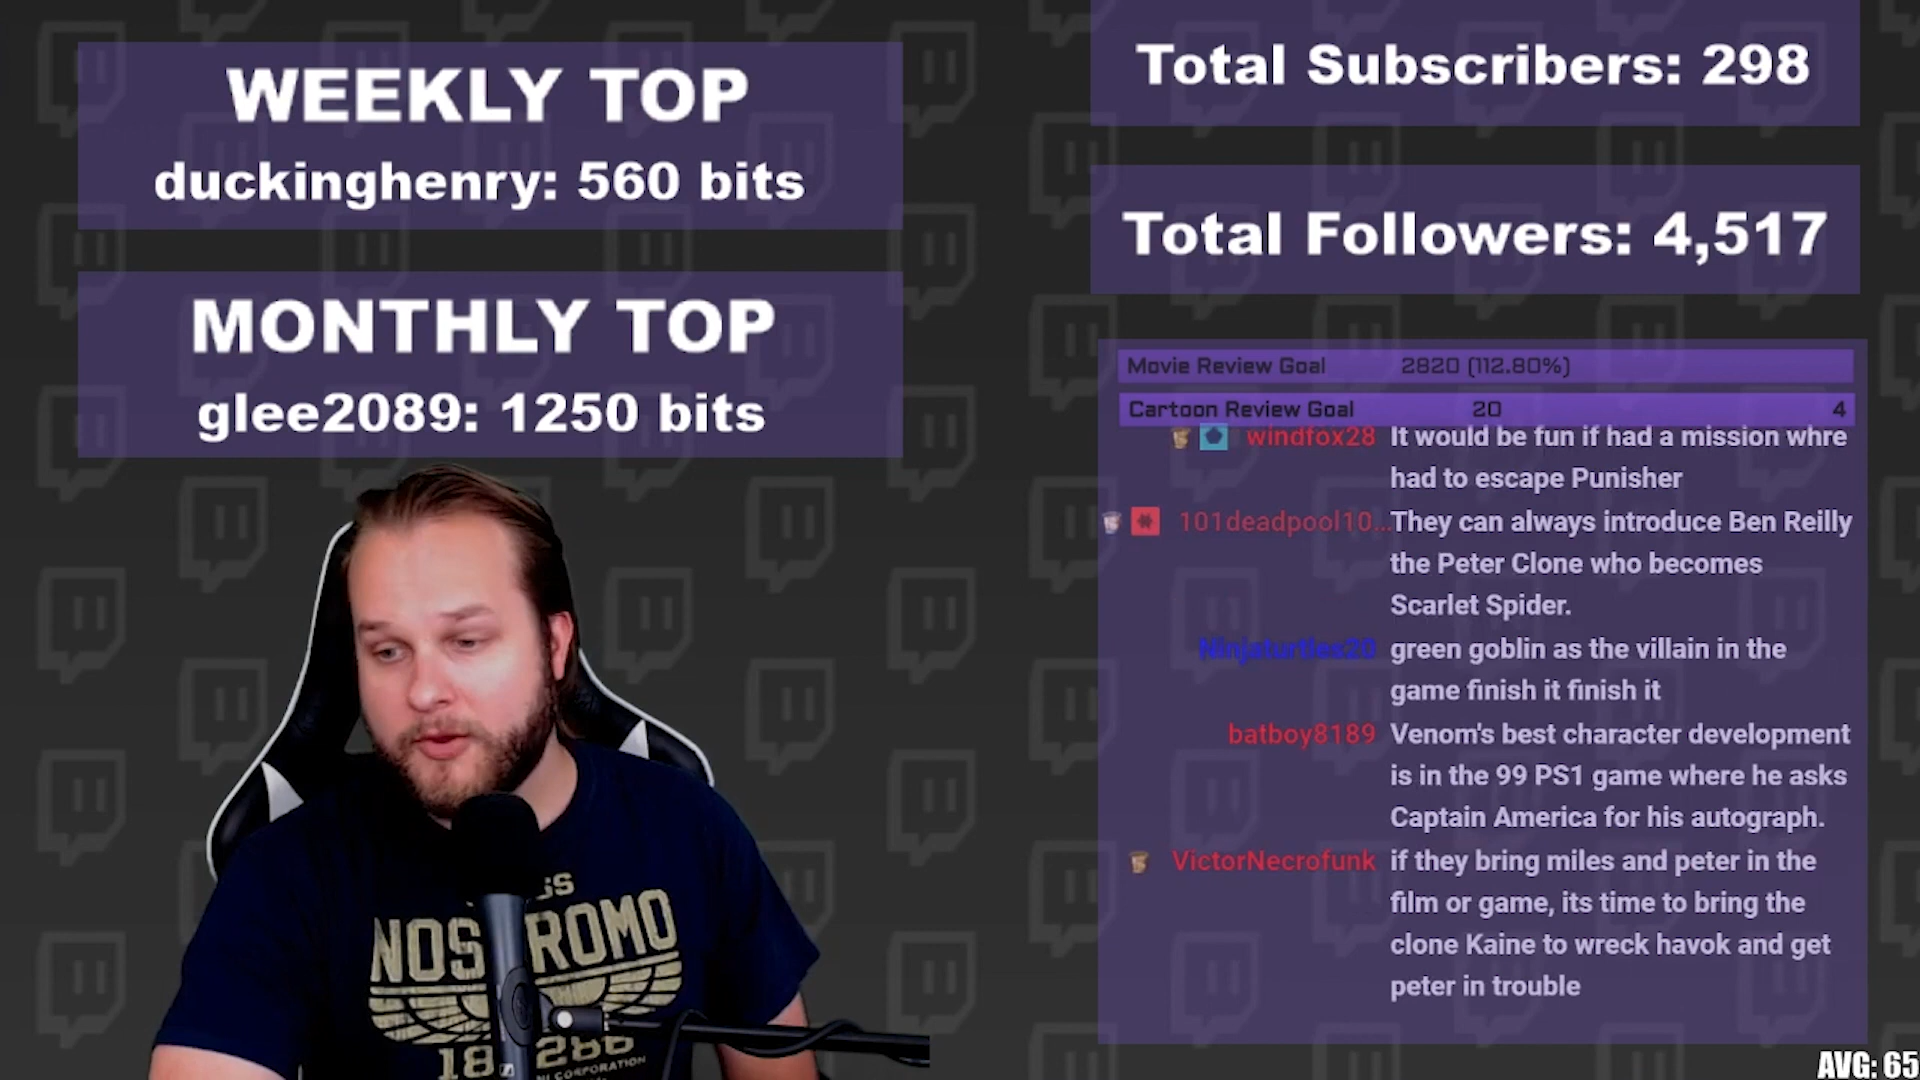 WEEKLY TOP
duckinghenry: 560 bits
MONTHLY TOP
glee2089: 1250 bits
Total Subscribers: 298
Total Followers: 4,517
Movie Review Goal 2820 (112.80%)
Cartoon Review Goal 20 4
windfox28 It would be fun if had a mission whre
had to escape Punisher
101deadpool10... They can always introduce Ben Reilly
the Peter Clone who becomes
Scarlet Spider.
Ninjaturtles20 green goblin as the villain in the
game finish it finish it
batboy8189 Venom's best character development
is in the 99 PS1 game where he asks
Captain America for his autograph.
VictorNecrofunk if they bring miles and peter in the
film or game, its time to bring the
clone Kaine to wreck havok and get
peter in trouble
AVG: 65